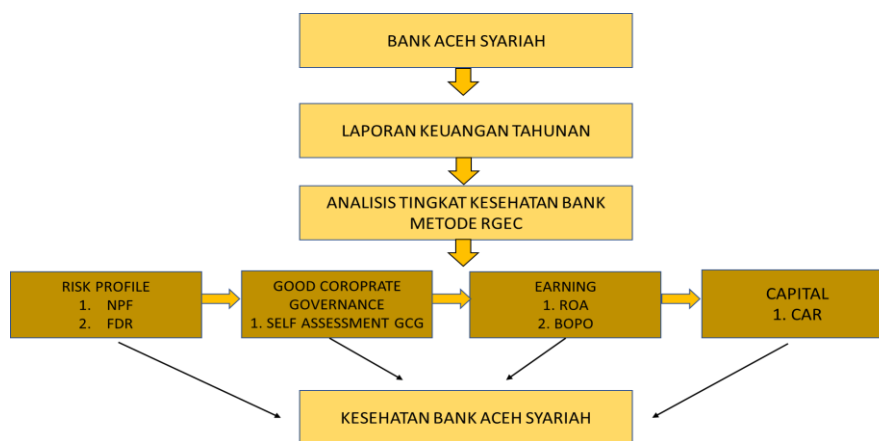 BANK ACEH SYARIAH
LAPORAN KEUANGAN TAHUNAN
ANALISIS TINGKAT KESEHATAN BANK
METODE RGEC
RISK PROFILE
1. NPF
2. FDR
GOOD COROPRATE
GOVERNANCE
1. SELF ASSESSMENT GCG
EARNING
1. ROA
2. BOPO
CAPITAL
1. CAR
KESEHATAN BANK ACEH SYARIAH